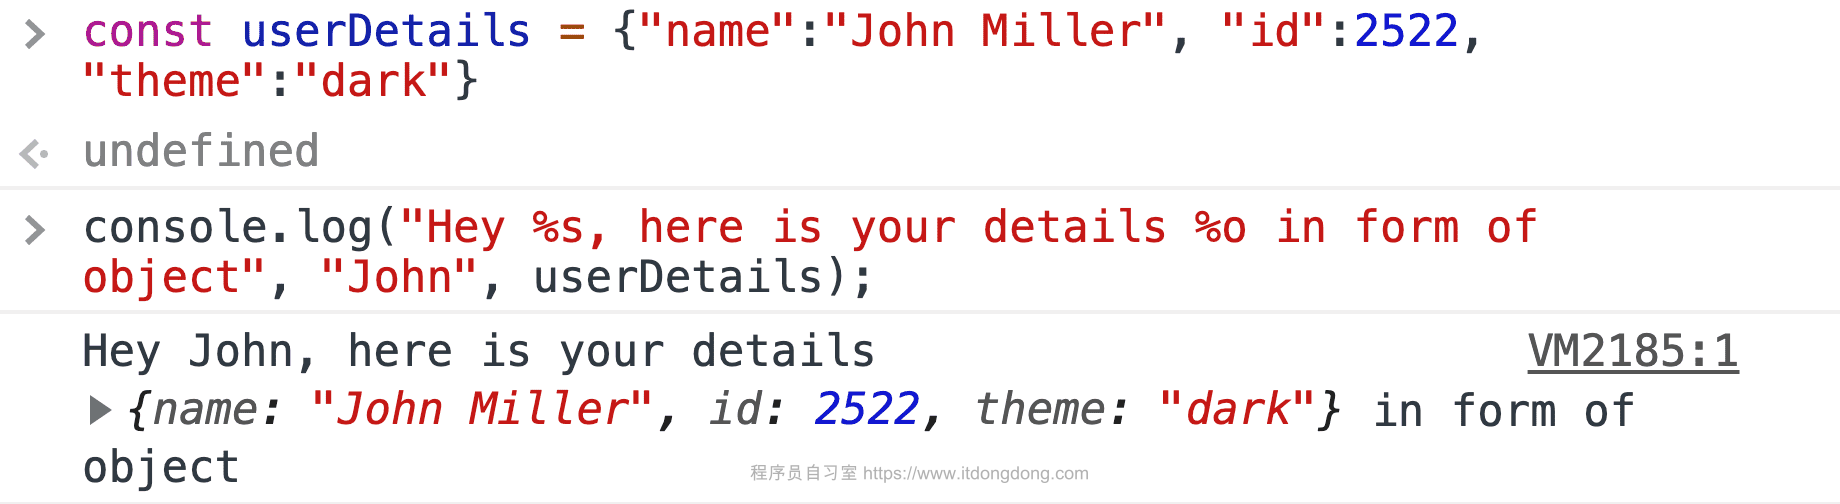 const userDetails = {"name":"John Miller", "id":2522,
"theme":"dark"}
undefined
console.log("Hey %s, here is your details %o in form of
object", "John", userDetails);
Hey John, here is your details VM2185:1
{name: "John Miller", id: 2522, theme: "dark"} in form of
object
程序员自习室 https://www.itdongdong.com